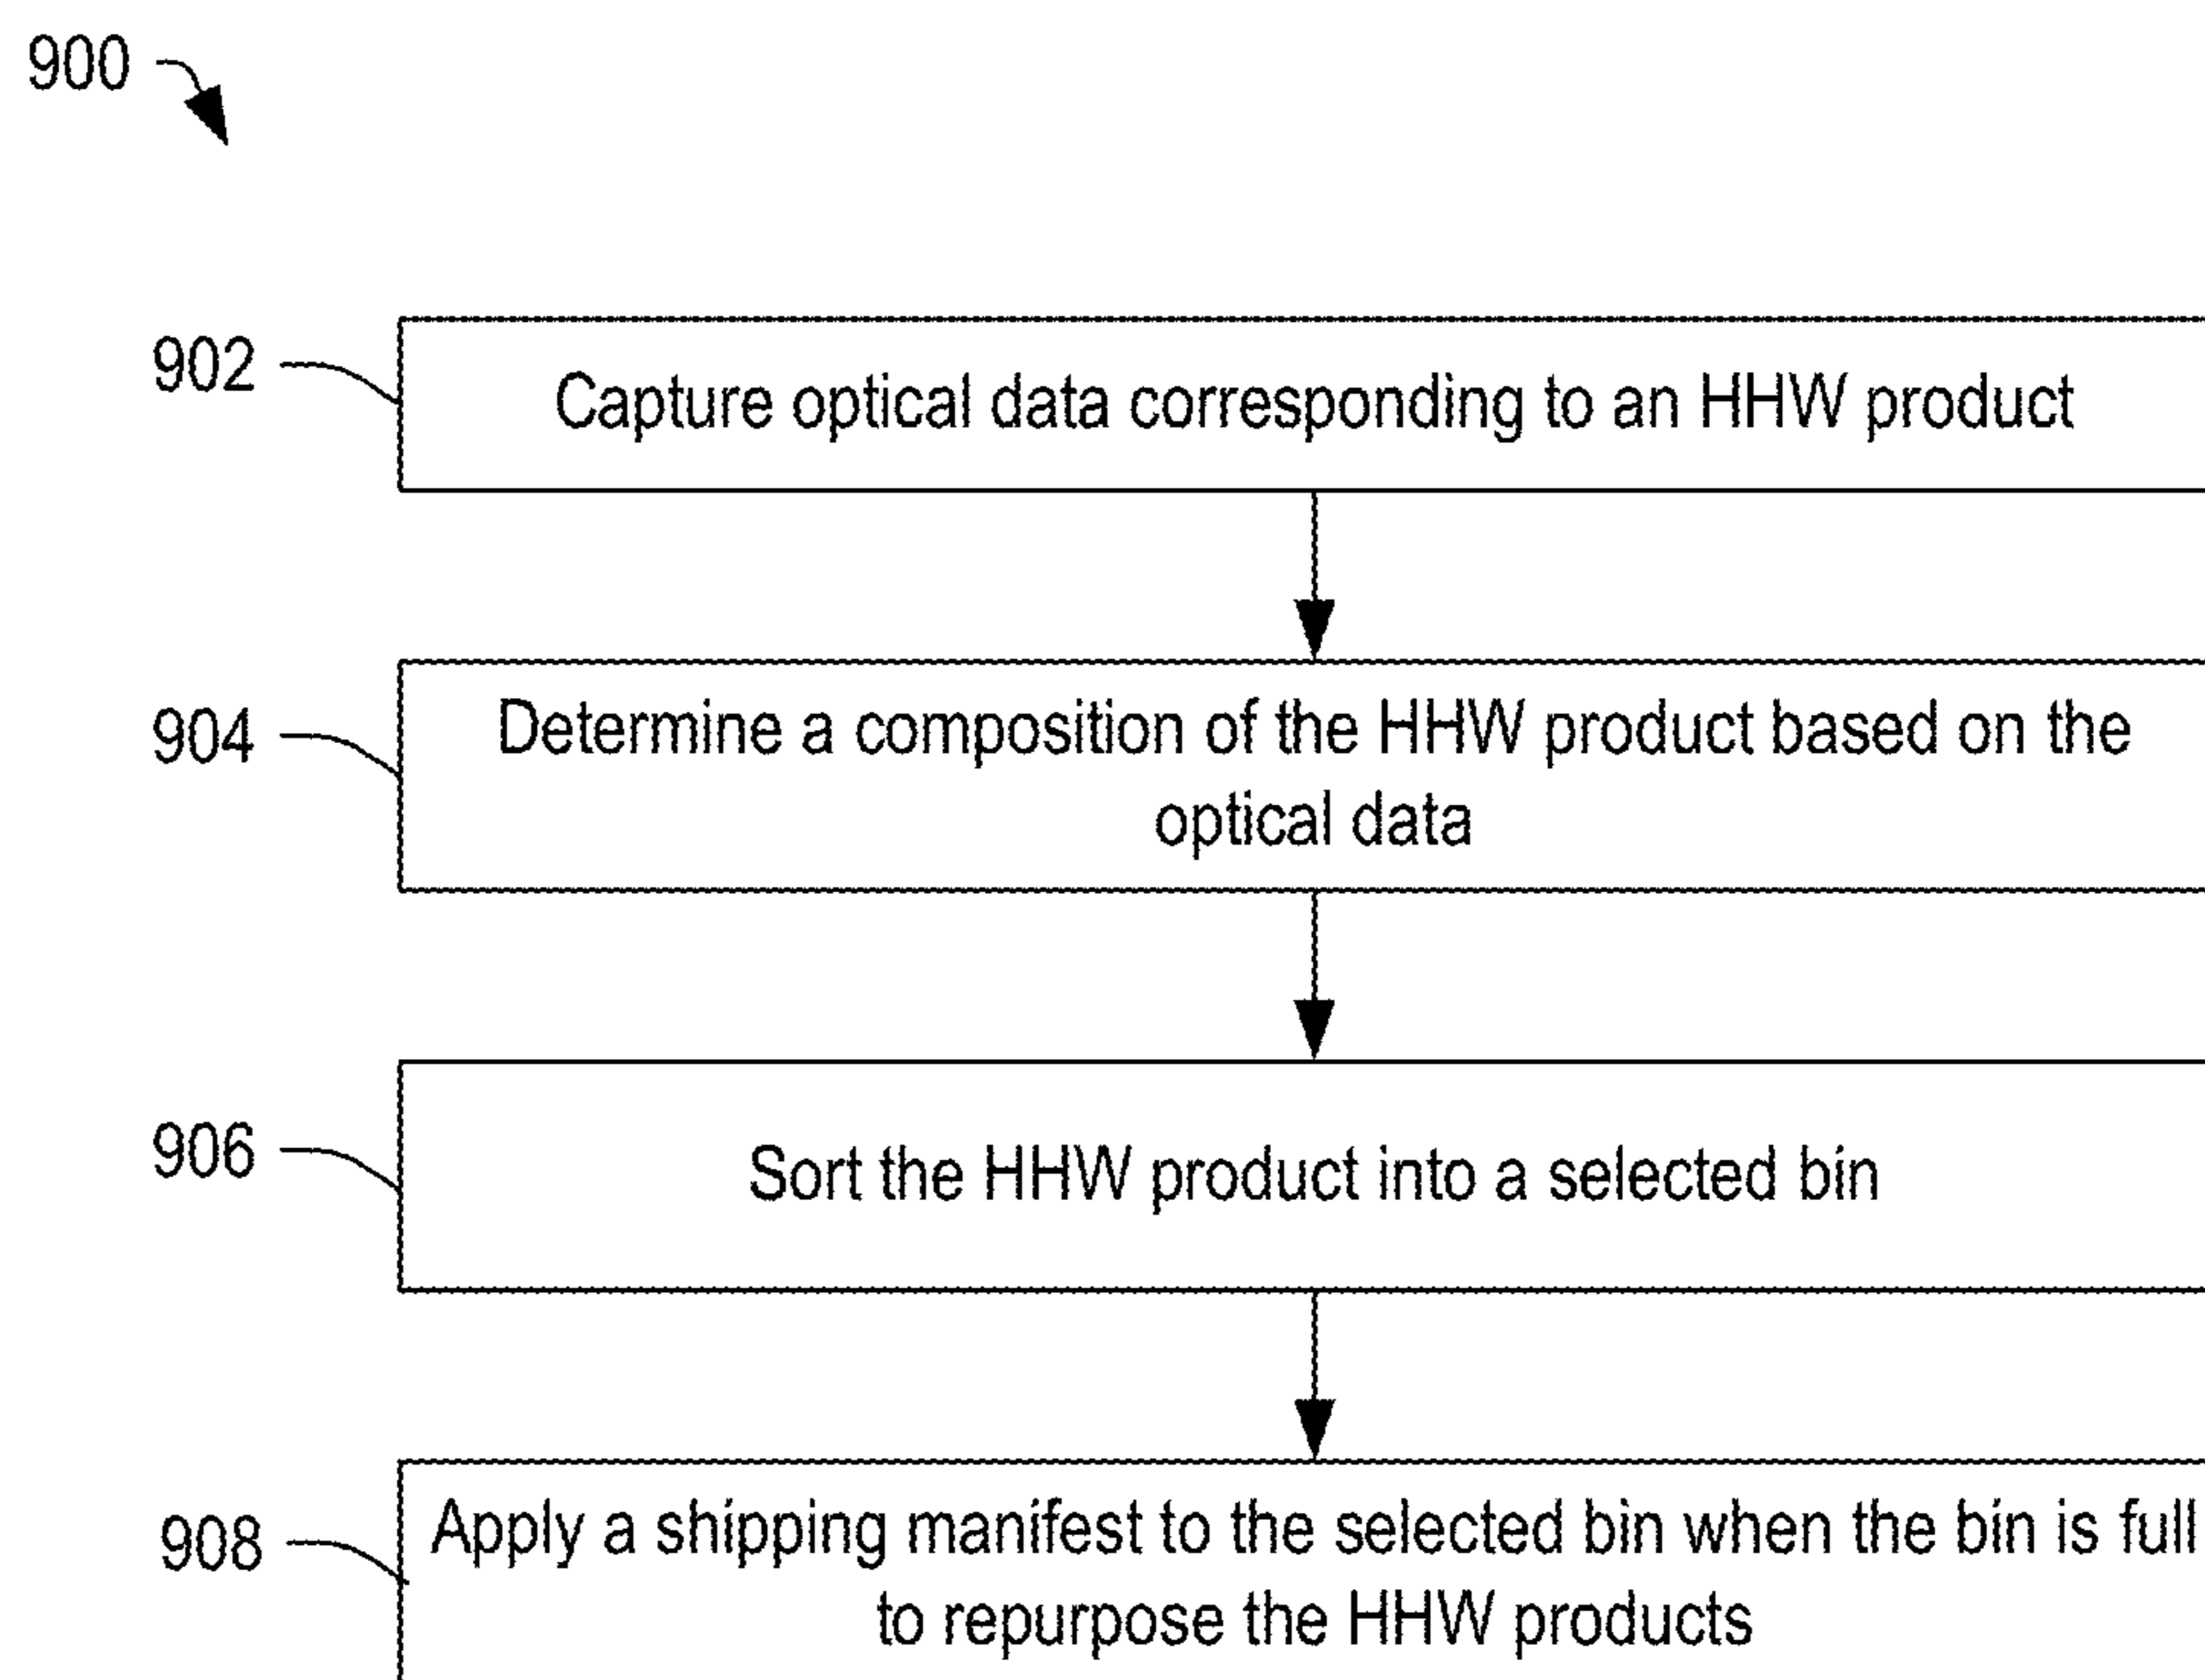 900
902
Capture optical data corresponding to an HHW product
904
Determine a composition of the HHW product based on the
optical data
906
Sort the HHW product into a selected bin
908
Apply a shipping manifest to the selected bin when the bin is full
to repurpose the HHW products